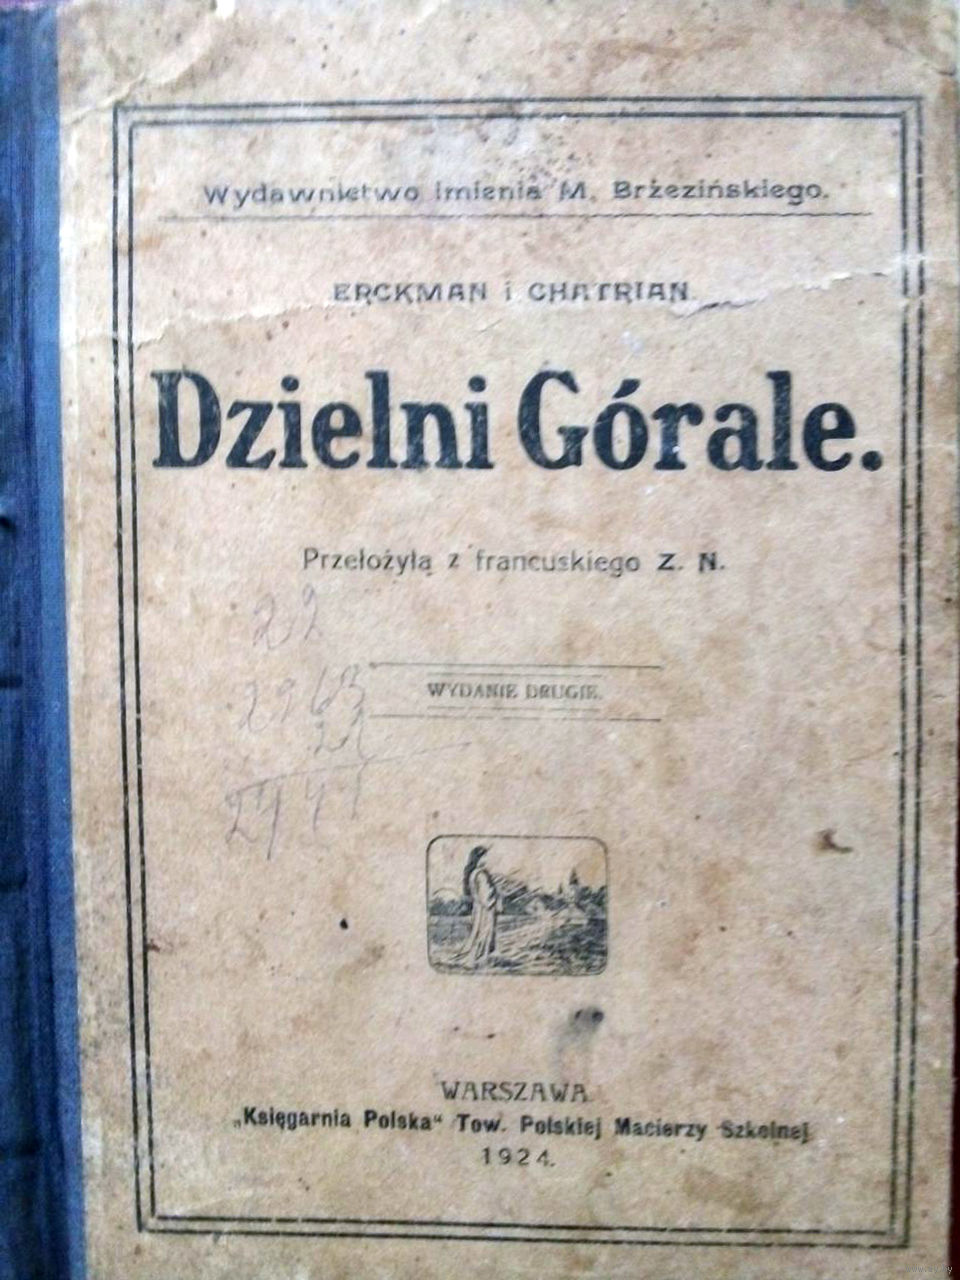 Wydawnictwo imienia M. Brzezińskiego.
ERCKMAN i CHATRIAN.
Dzielni Górale.
Przełożyła z francuskiego Z. N.
22
WYDANIE DRUGIE.
WARSZAWA
„Księgarnia Polska“ Tow. Polskiej Macierzy Szkolnej
1924.